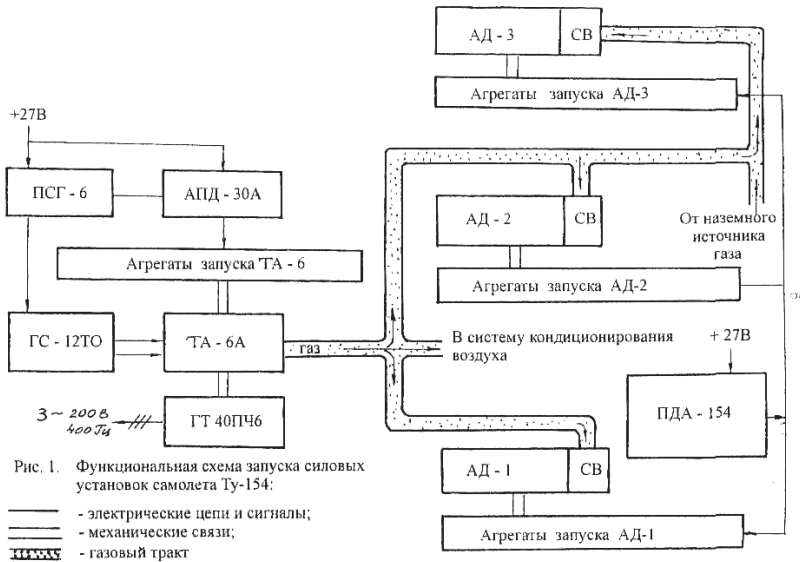 АД - 3
СВ
Агрегаты запуска АД-3
+27В
ПСГ - 6
АПД - 30А
АД - 2
СВ
От наземного
источника
газа
Агрегаты запуска ТА - 6
Агрегаты запуска АД-2
ГС - 12ТО
ТА - 6А
газ
В систему кондиционирования
воздуха
+ 27В
ПДА - 154
3 ~ 200 В
400 Гц
ГТ 40ПЧ6
АД - 1
СВ
Агрегаты запуска АД-1
Рис. 1. Функциональная схема запуска силовых
установок самолета Ту-154:
- электрические цепи и сигналы;
- механические связи;
- газовый тракт